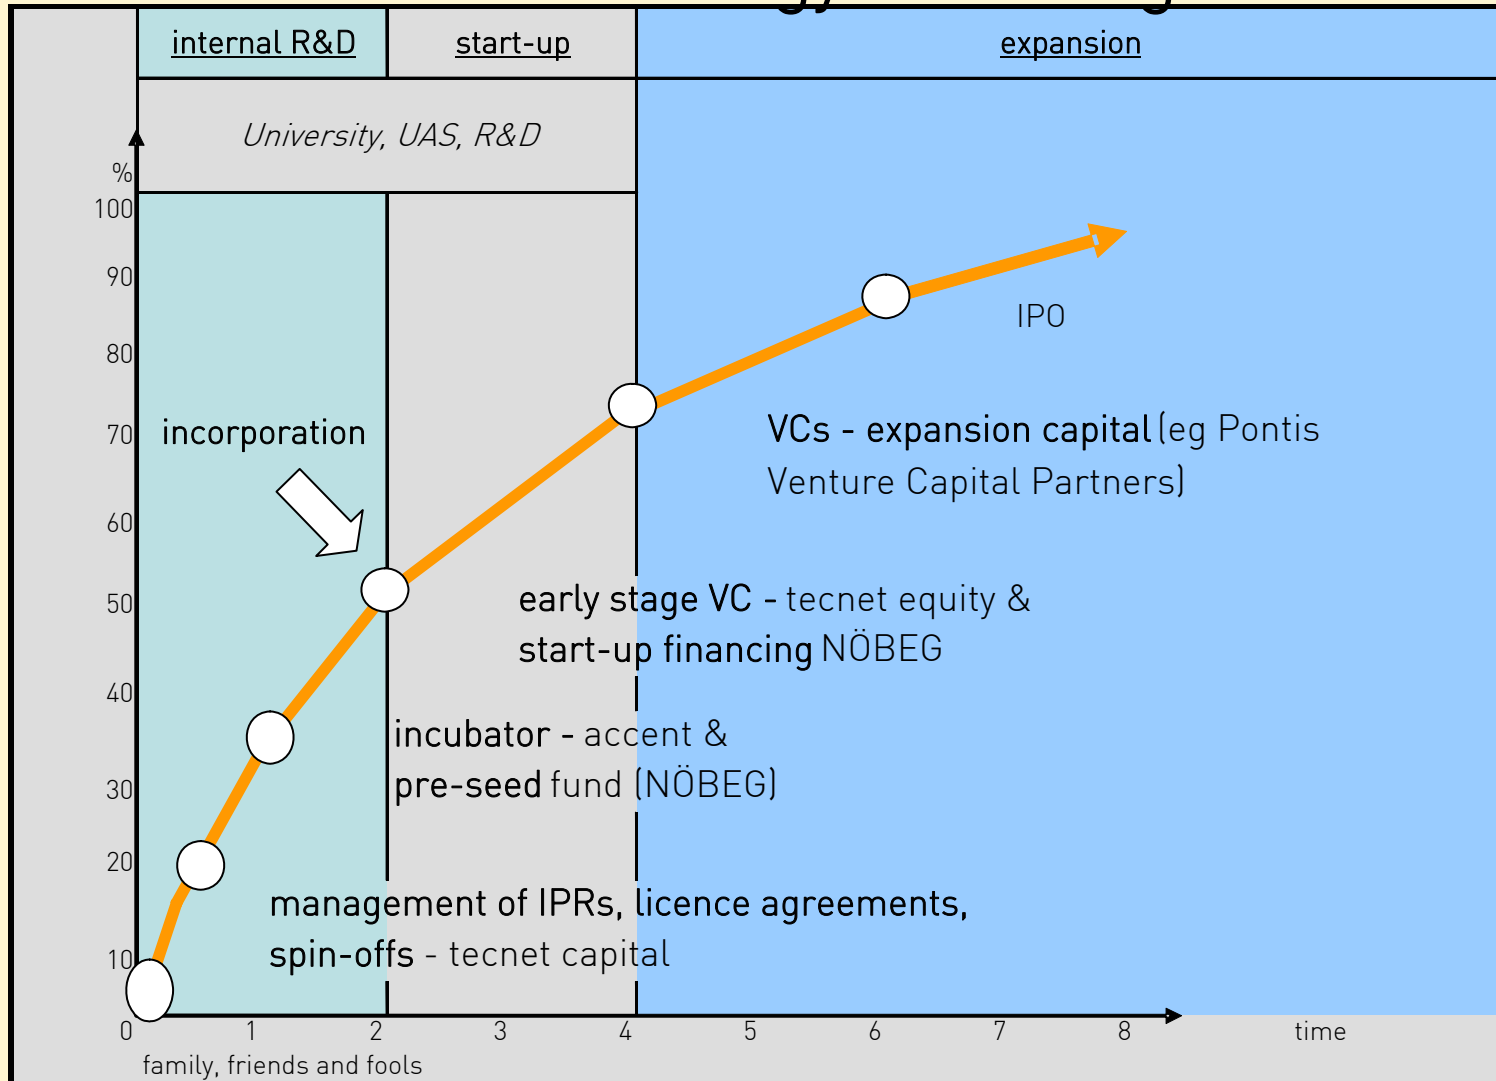 internal R&D
start-up
expansion
University, UAS, R&D
%
100
90
80
70
60
50
40
30
20
10
incorporation
IPO
VCs - expansion capital (eg Pontis
Venture Capital Partners)
early stage VC - tecnet equity &
start-up financing NÖBEG
incubator - accent &
pre-seed fund (NÖBEG)
management of IPRs, licence agreements,
spin-offs - tecnet capital
0 1 2 3 4 5 6 7 8 time
family, friends and fools